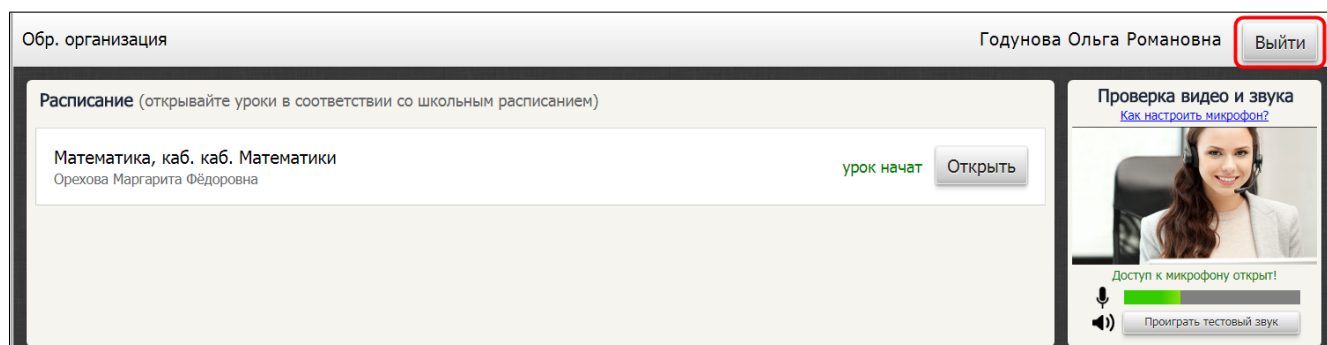 Обр. организация
Годунова Ольга Романовна
Выйти
Расписание (открывайте уроки в соответствии со школьным расписанием)
Математика, каб. каб. Математики
Орехова Маргарита Фёдоровна
урок начат
Открыть
Проверка видео и звука
Как настроить микрофон?
Доступ к микрофону открыт!
Проиграть тестовый звук